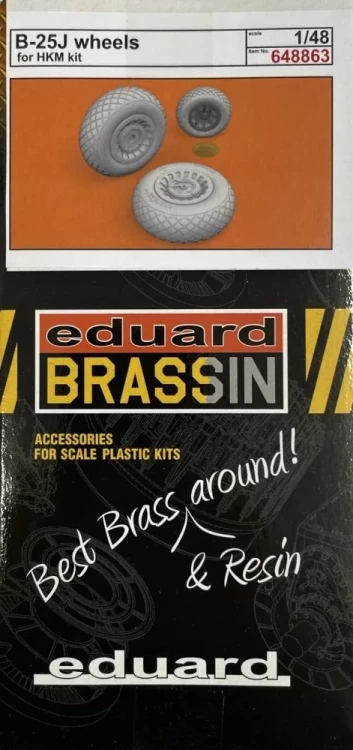 B-25J wheels
for HKM kit
scale 1/48
Item No. 648863
eduard
BRASSIN
ACCESSORIES
FOR SCALE PLASTIC KITS
Best Brass around!
& Resin
eduard